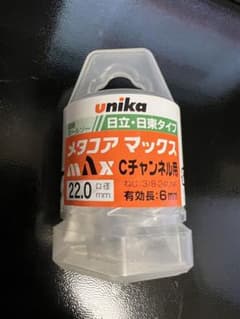 unika
日立・日東タイプ
メタコア マックス
MAX Cチャンネル用
22.0 口径 mm
有効長:6mm